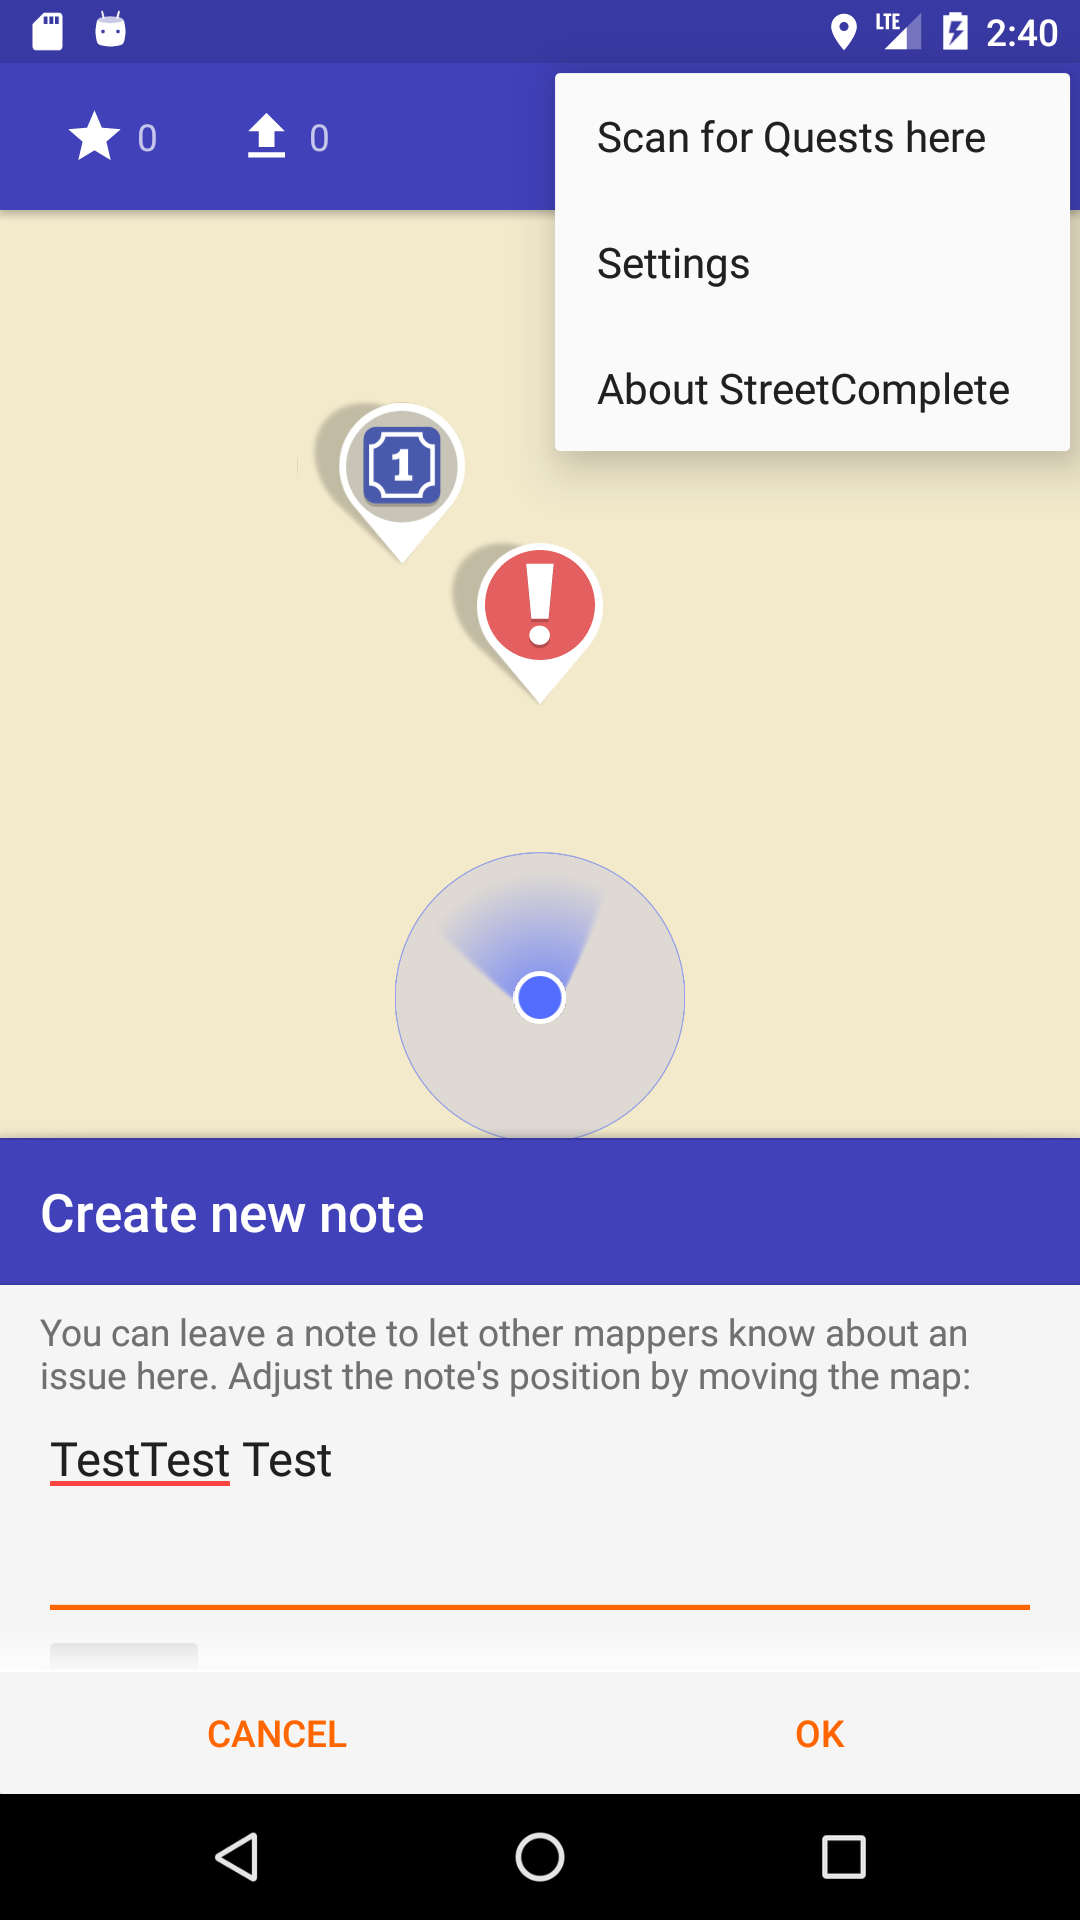 LTE 2:40
0 0
Scan for Quests here
Settings
About StreetComplete
1
!
Create new note
You can leave a note to let other mappers know about an
issue here. Adjust the note's position by moving the map:
TestTest Test
CANCEL OK